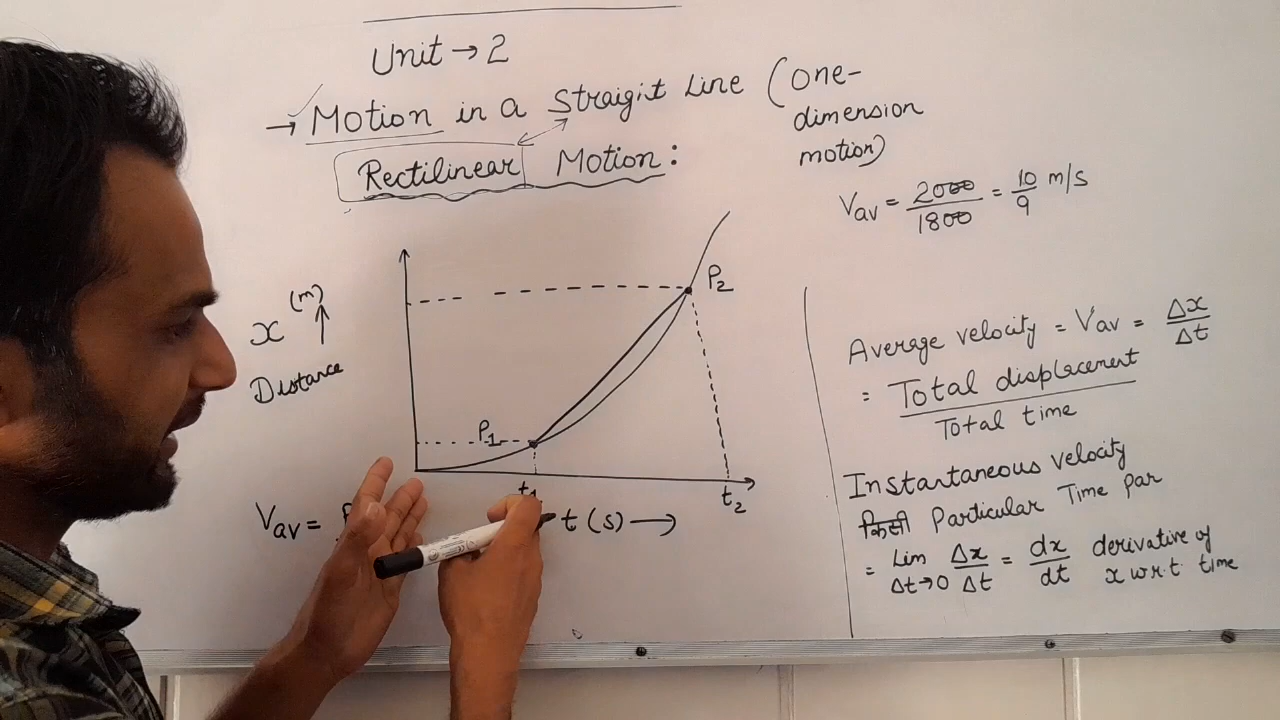 Unit → 2
→ Motion in a Straigit Line (one-
dimension
motion)
Rectilinear Motion :
Vav = 2000/1800 = 10/9 m/s
x (m)
Distance
P2
P1
t1
t2
t (s) →
Vav =
Average velocity = Vav = Δx/Δt
= Total displacement
Total time
Instantaneous velocity
किसी Particular Time Par
= Lim Δt→0 Δx/Δt = dx/dt derivative of
x w.r.t. time